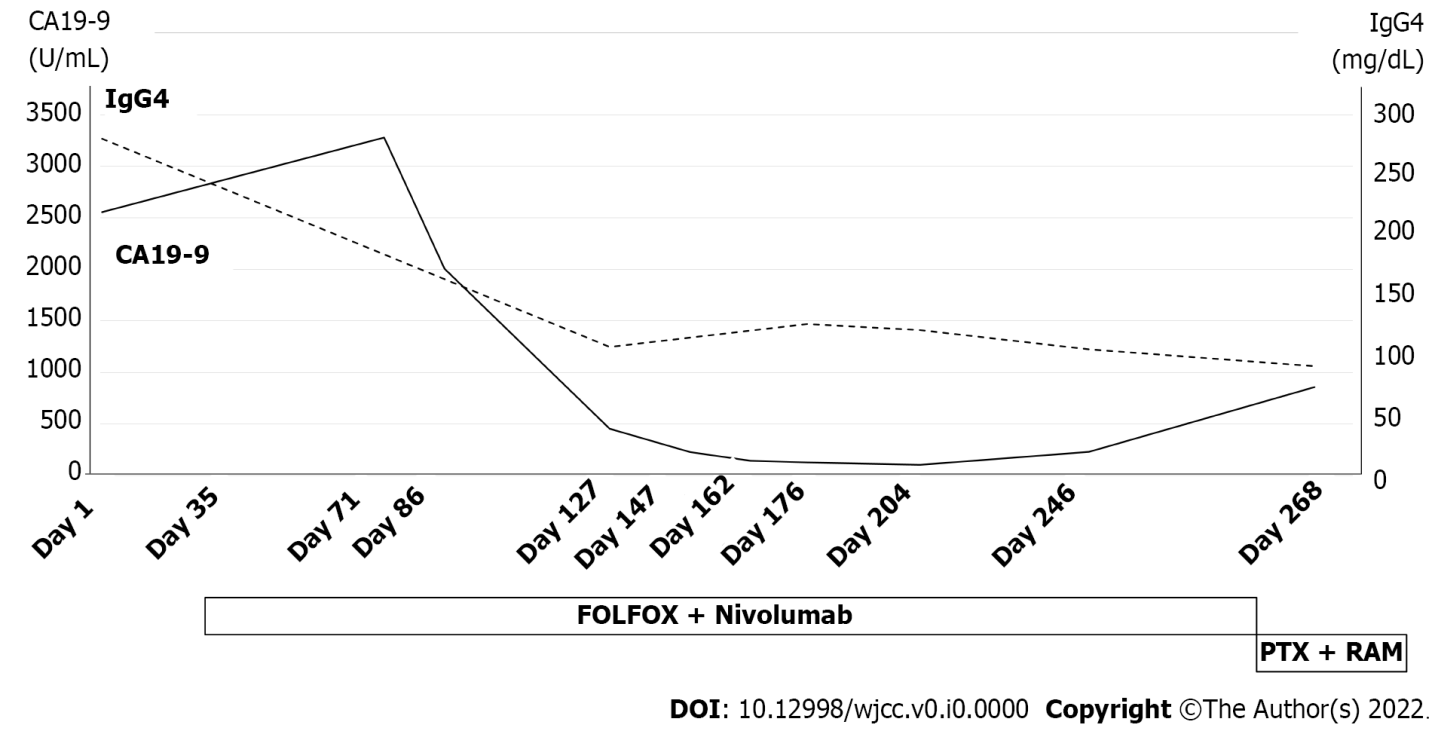 CA19-9
(U/mL)
IgG4
(mg/dL)
IgG4
CA19-9
3500
3000
2500
2000
1500
1000
500
0
300
250
200
150
100
50
0
Day 1
Day 35
Day 71
Day 86
Day 127
Day 147
Day 162
Day 176
Day 204
Day 246
Day 268
FOLFOX + Nivolumab
PTX + RAM
DOI: 10.12998/wjcc.v0.i0.0000 Copyright ©The Author(s) 2022.